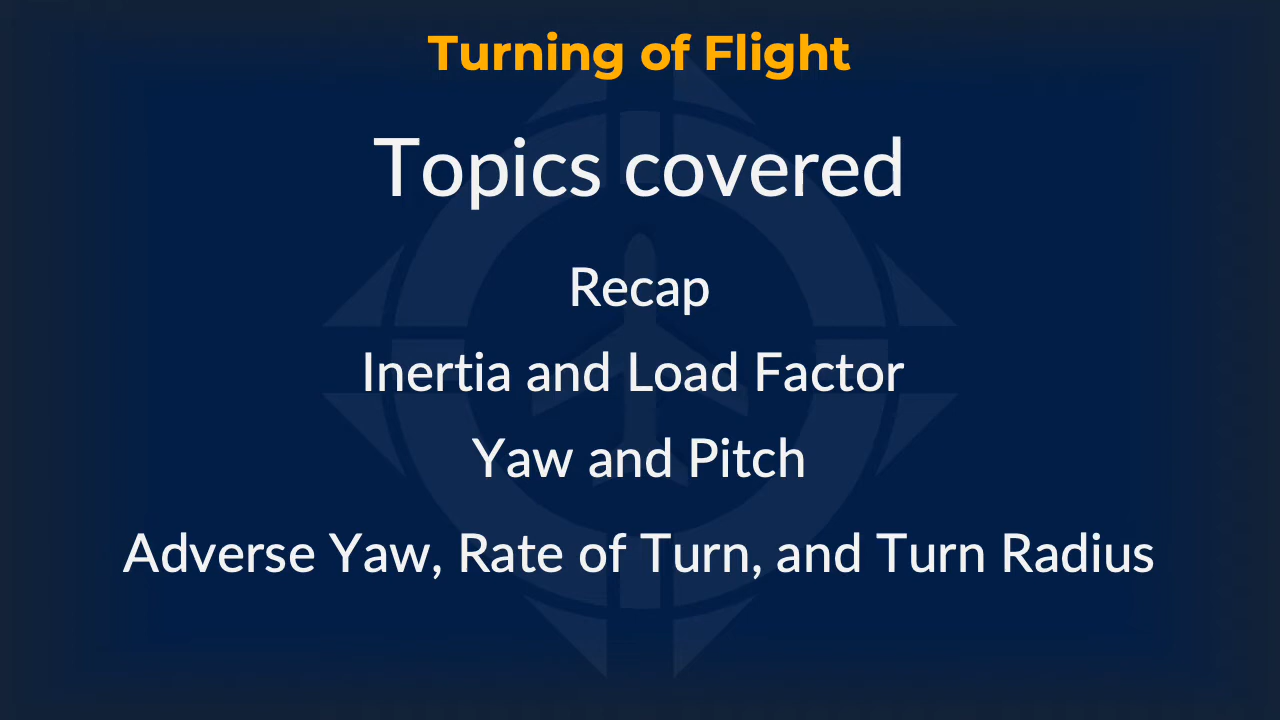 Turning of Flight
Topics covered
Recap
Inertia and Load Factor
Yaw and Pitch
Adverse Yaw, Rate of Turn, and Turn Radius